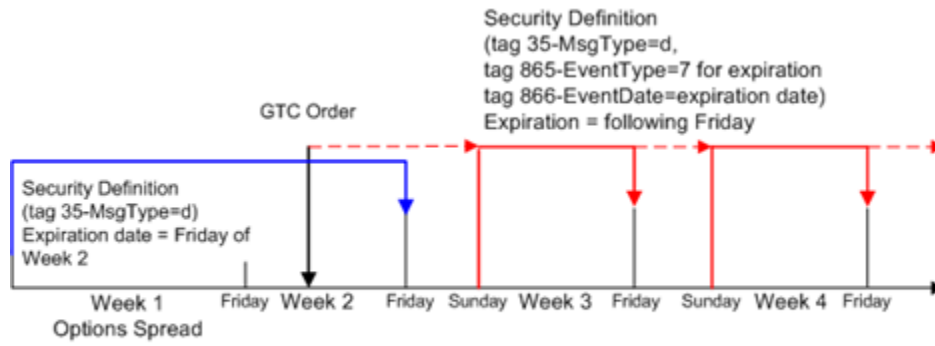 Security Definition
(tag 35-MsgType=d,
tag 865-EventType=7 for expiration
tag 866-EventDate=expiration date)
Expiration = following Friday
GTC Order
Security Definition
(tag 35-MsgType=d)
Expiration date = Friday of
Week 2
Week 1 Friday Week 2 Friday Sunday Week 3 Friday Sunday Week 4 Friday
Options Spread